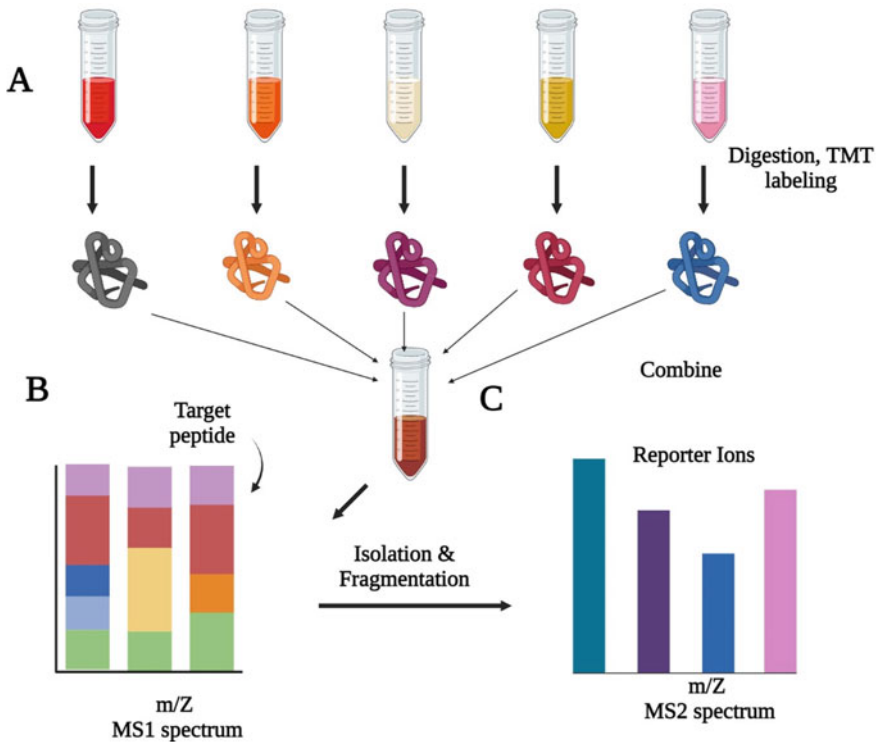 A
Digestion, TMT
labeling
Combine
B
Target
peptide
C
Reporter Ions
Isolation &
Fragmentation
m/Z
MS1 spectrum
m/Z
MS2 spectrum